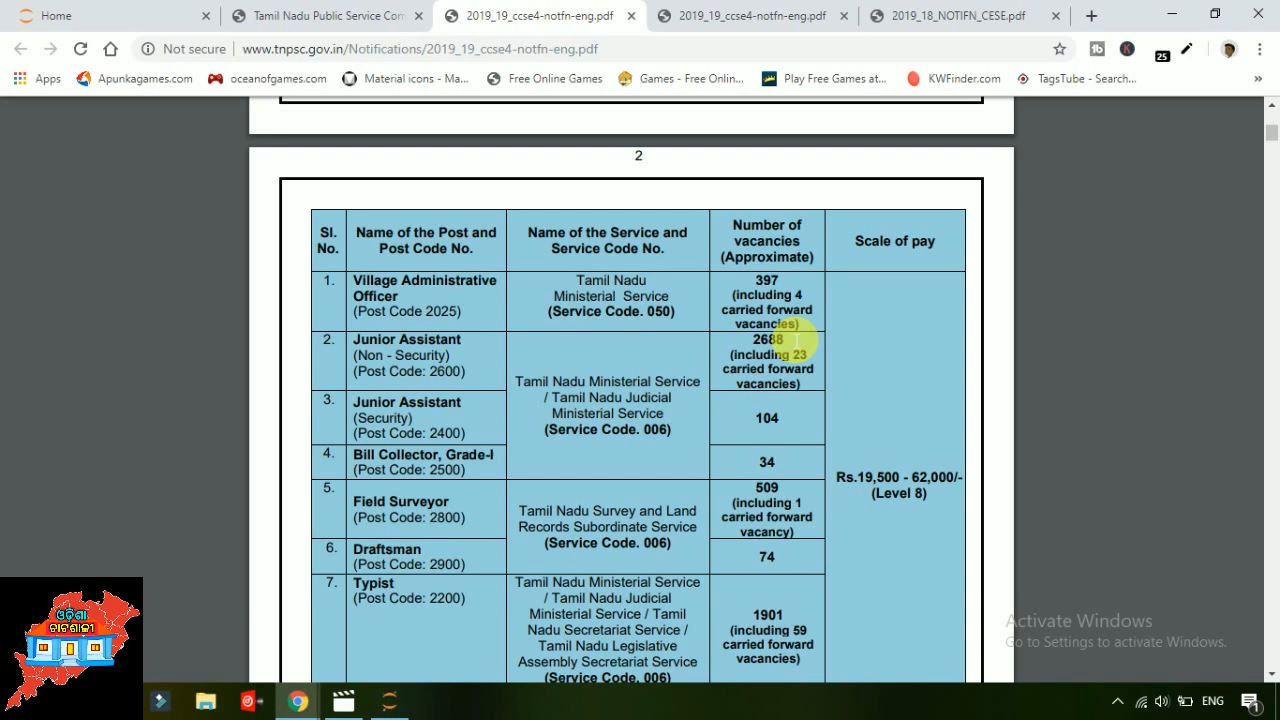 Home
Tamil Nadu Public Service Com
2019_19_ccse4-notfn-eng.pdf
2019_19_ccse4-notfn-eng.pdf
2019_18_NOTIFN_CESE.pdf
Not secure
www.tnpsc.gov.in/Notifications/2019_19_ccse4-notfn-eng.pdf
25
Apps
Apunkagames.com
oceanofgames.com
Material icons - Ma...
Free Online Games
Games - Free Onlin...
Play Free Games at...
KWFinder.com
TagsTube - Search...
2
Sl. No.
Name of the Post and
Post Code No.
Name of the Service and
Service Code No.
Number of
vacancies
(Approximate)
Scale of pay
1.
Village Administrative
Officer
(Post Code 2025)
Tamil Nadu
Ministerial Service
(Service Code. 050)
397
(including 4
carried forward
vacancies)
2.
Junior Assistant
(Non - Security)
(Post Code: 2600)
2688
(including 23
carried forward
vacancies)
Tamil Nadu Ministerial Service
/ Tamil Nadu Judicial
Ministerial Service
(Service Code. 006)
3.
Junior Assistant
(Security)
(Post Code: 2400)
104
4.
Bill Collector, Grade-I
(Post Code: 2500)
34
Rs.19,500 - 62,000/-
(Level 8)
5.
Field Surveyor
(Post Code: 2800)
Tamil Nadu Survey and Land
Records Subordinate Service
(Service Code. 006)
509
(including 1
carried forward
vacancy)
6.
Draftsman
(Post Code: 2900)
74
7.
Typist
(Post Code: 2200)
Tamil Nadu Ministerial Service
/ Tamil Nadu Judicial
Ministerial Service / Tamil
Nadu Secretariat Service /
Tamil Nadu Legislative
Assembly Secretariat Service
(Service Code. 006)
1901
(including 59
carried forward
vacancies)
Activate Windows
Go to Settings to activate Windows.
ଓଡ଼ିଶା
ଚାଟଶାଳୀ
ENG
1